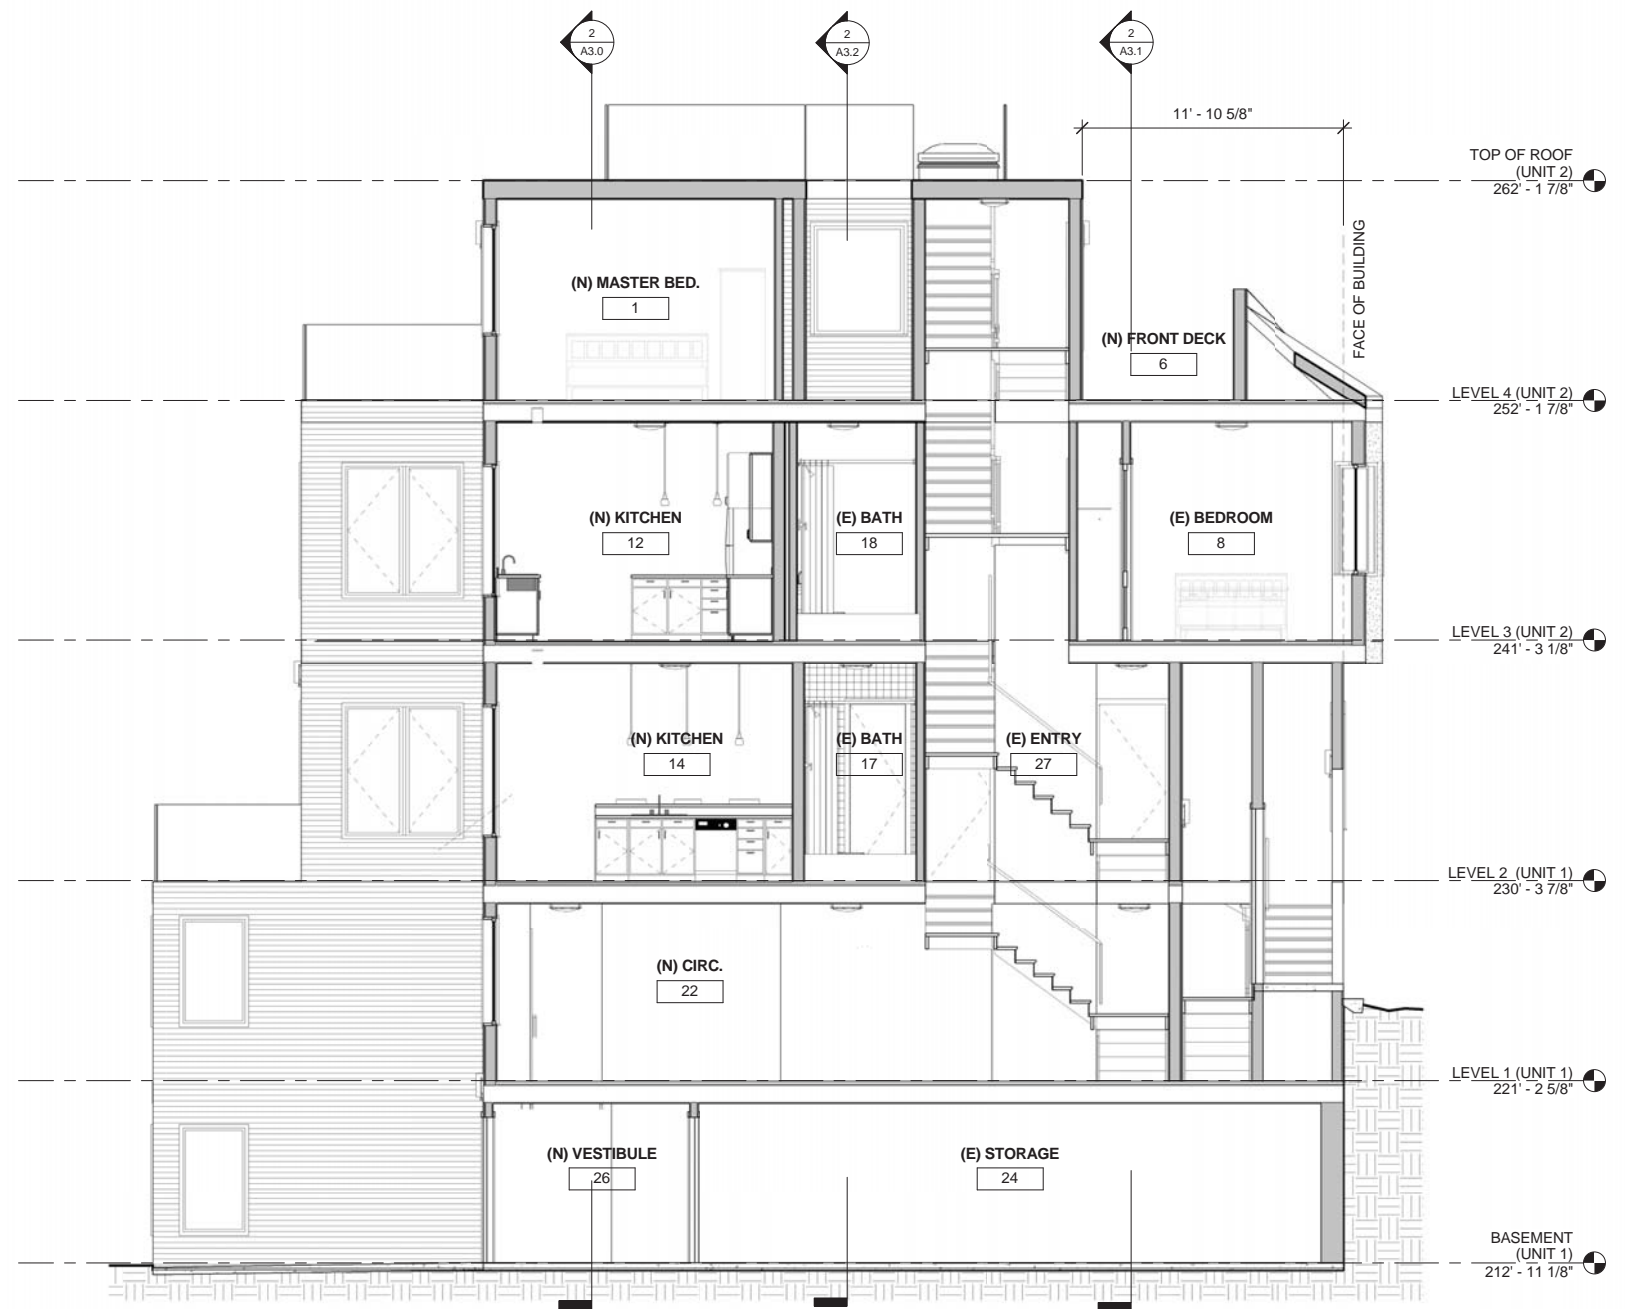 2
A3.0
2
A3.2
2
A3.1
11' - 10 5/8"
TOP OF ROOF
(UNIT 2)
262' - 1 7/8"
FACE OF BUILDING
(N) MASTER BED.
1
(N) FRONT DECK
6
LEVEL 4 (UNIT 2)
252' - 1 7/8"
(N) KITCHEN
12
(E) BATH
18
(E) BEDROOM
8
LEVEL 3 (UNIT 2)
241' - 3 1/8"
(N) KITCHEN
14
(E) BATH
17
(E) ENTRY
27
LEVEL 2 (UNIT 1)
230' - 3 7/8"
(N) CIRC.
22
LEVEL 1 (UNIT 1)
221' - 2 5/8"
(N) VESTIBULE
26
(E) STORAGE
24
BASEMENT
(UNIT 1)
212' - 11 1/8"